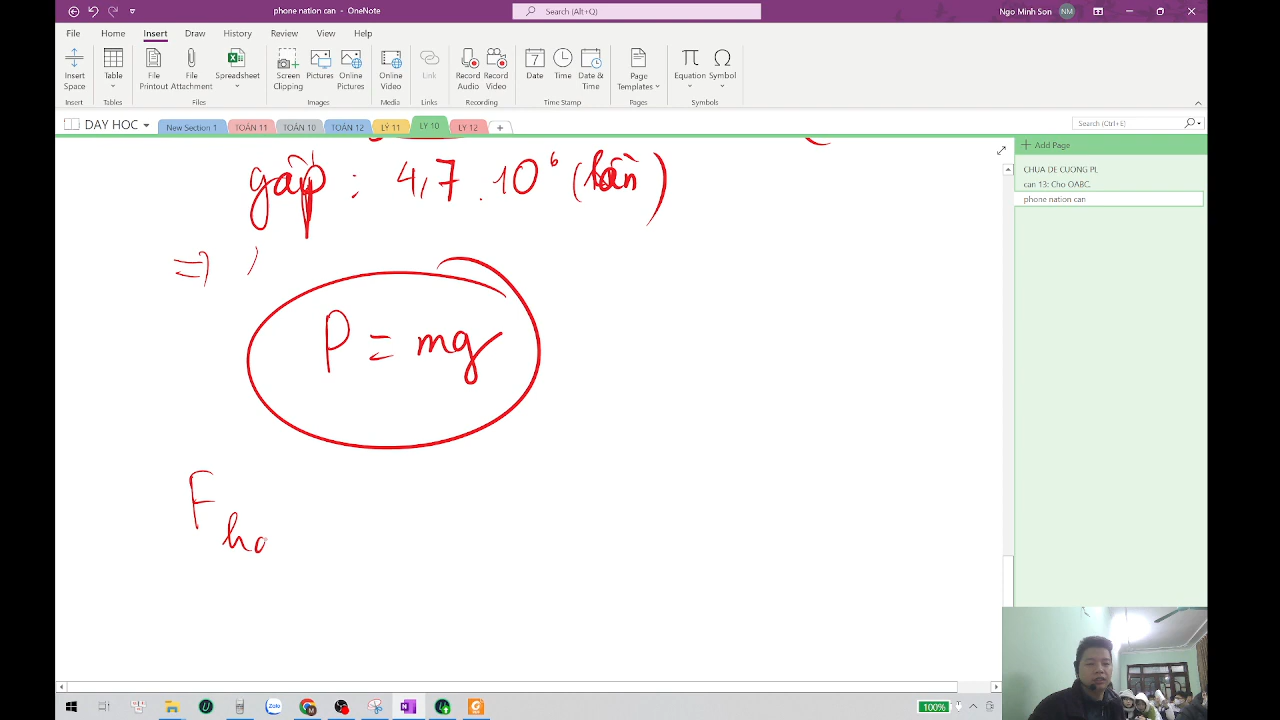 phone nation can - OneNote
Search (Alt+Q)
Ngo Minh Son NM
File Home Insert Draw History Review View Help
Insert Space Table File Printout File Attachment Spreadsheet Screen Clipping Pictures Online Pictures Online Video Link Record Audio Record Video Date Time Date & Time Page Templates Equation Symbol
Insert Tables Files Images Media Links Recording Time Stamp Pages Symbols
DAY HOC New Section 1 TOÁN 11 TOÁN 10 TOÁN 12 LÝ 11 LÝ 10 LÝ 12 Search (Ctrl+E)
Add Page
CHUA DE CUONG PL
can 13: Cho OABC.
phone nation can
gấp : 4,7 . 10⁶ (lần)
=>
P = mg
F ho
Zalo
100%